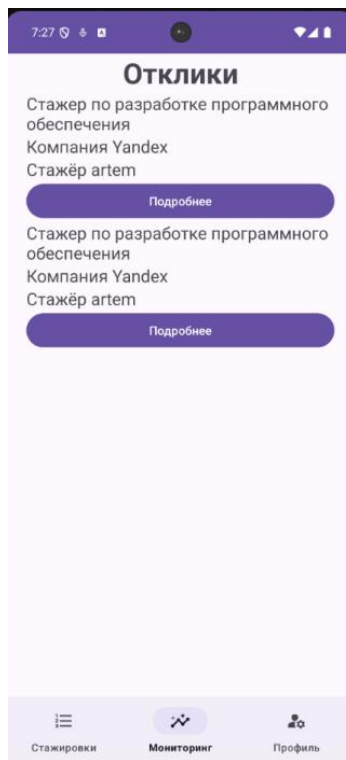 7:27
Отклики
Стажер по разработке программного
обеспечения
Компания Yandex
Стажёр artem
Подробнее
Стажер по разработке программного
обеспечения
Компания Yandex
Стажёр artem
Подробнее
Стажировки Мониторинг Профиль